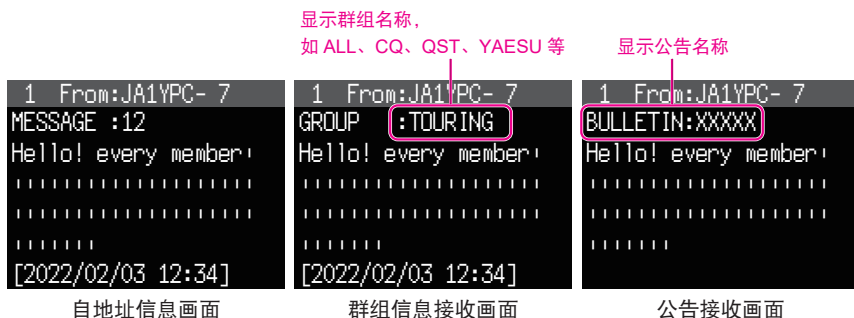 显示群组名称，
如 ALL、CQ、QST、YAESU 等
显示公告名称
1 From:JA1YPC- 7
MESSAGE :12
Hello! every member
[2022/02/03 12:34]
自地址信息画面
1 From:JA1YPC- 7
GROUP :TOURING
Hello! every member
[2022/02/03 12:34]
群组信息接收画面
1 From:JA1YPC- 7
BULLETIN:XXXXX
Hello! every member
公告接收画面